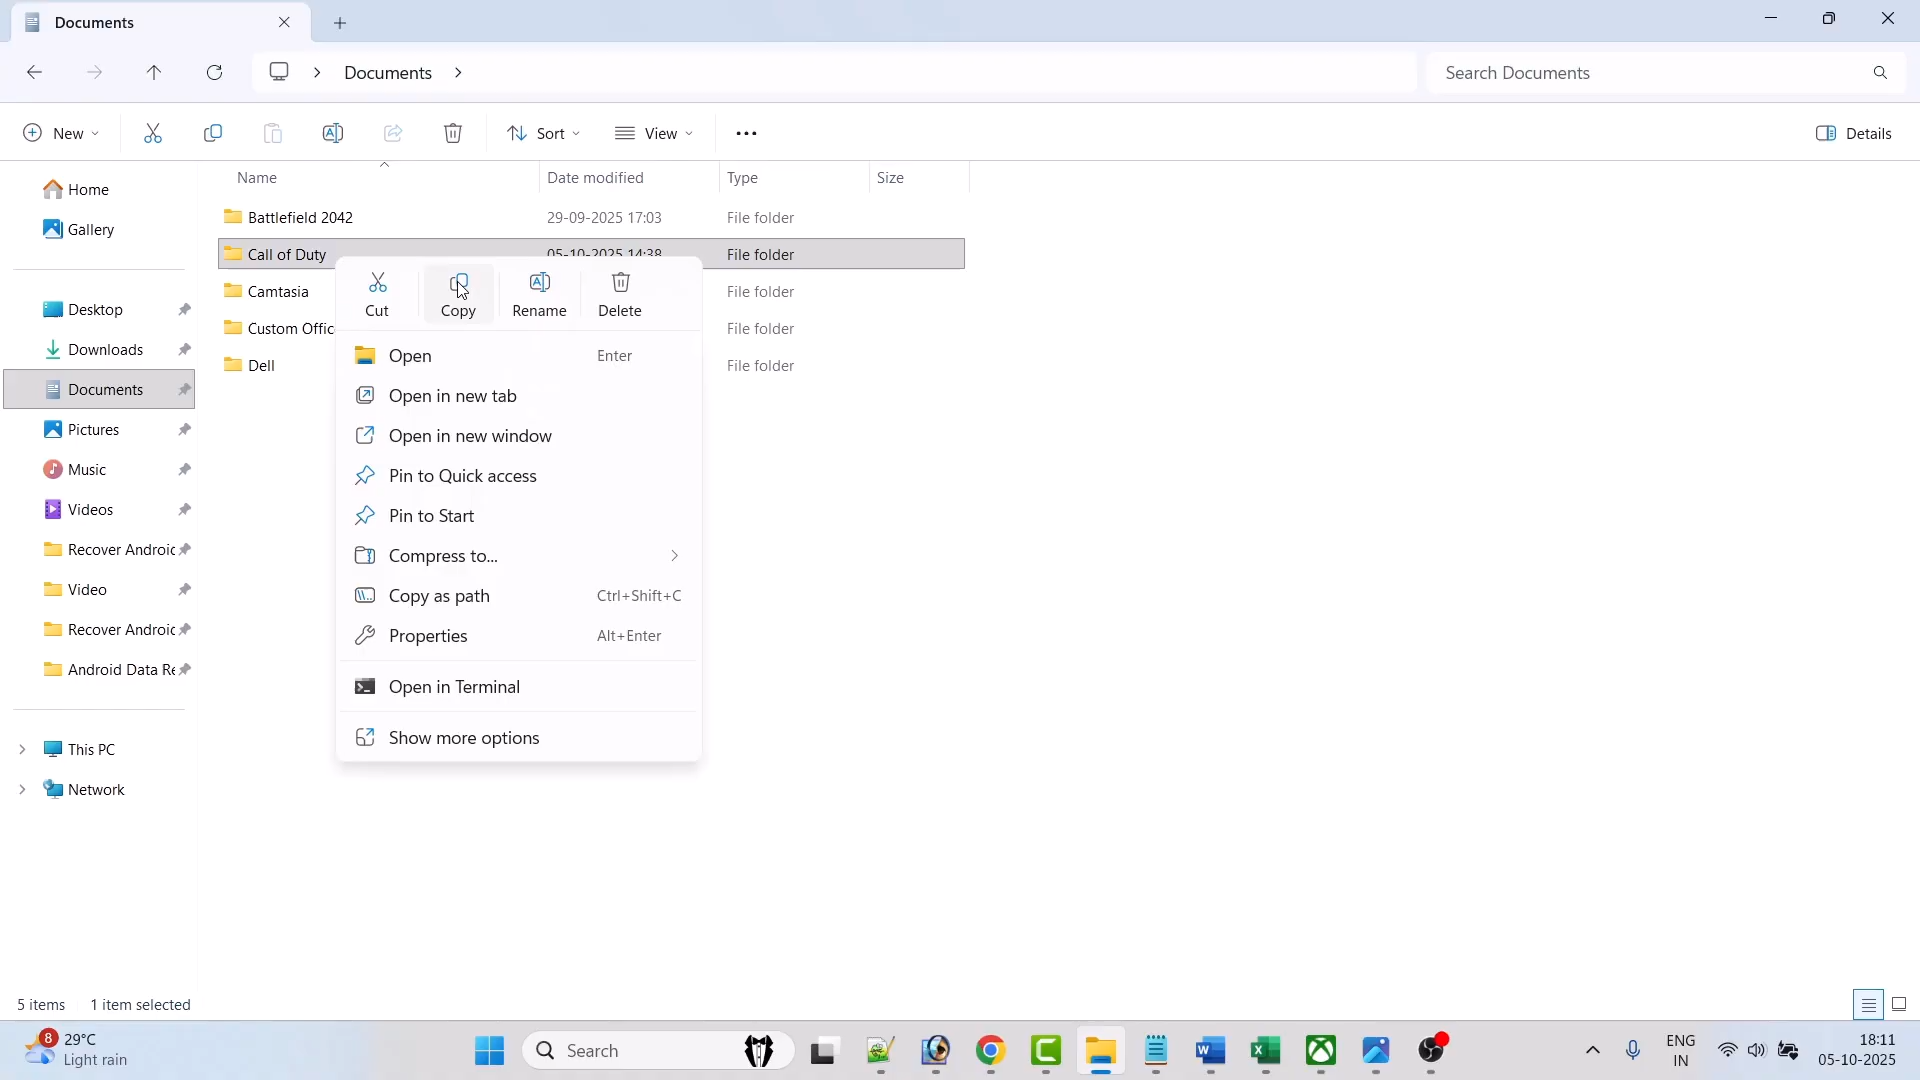 Documents
Documents
Search Documents
New
Sort
View
Details
Name
Date modified
Type
Size
Home
Gallery
Desktop
Downloads
Documents
Pictures
Music
Videos
Recover Androic
Video
Recover Androic
Android Data Re
This PC
Network
Battlefield 2042
29-09-2025 17:03
File folder
Call of Duty
05-10-2025 14:38
File folder
Camtasia
File folder
Custom Offic
File folder
Dell
File folder
Cut
Copy
Rename
Delete
Open
Enter
Open in new tab
Open in new window
Pin to Quick access
Pin to Start
Compress to...
Copy as path
Ctrl+Shift+C
Properties
Alt+Enter
Open in Terminal
Show more options
5 items
1 item selected
8
29°C
Light rain
Search
ENG
IN
18:11
05-10-2025